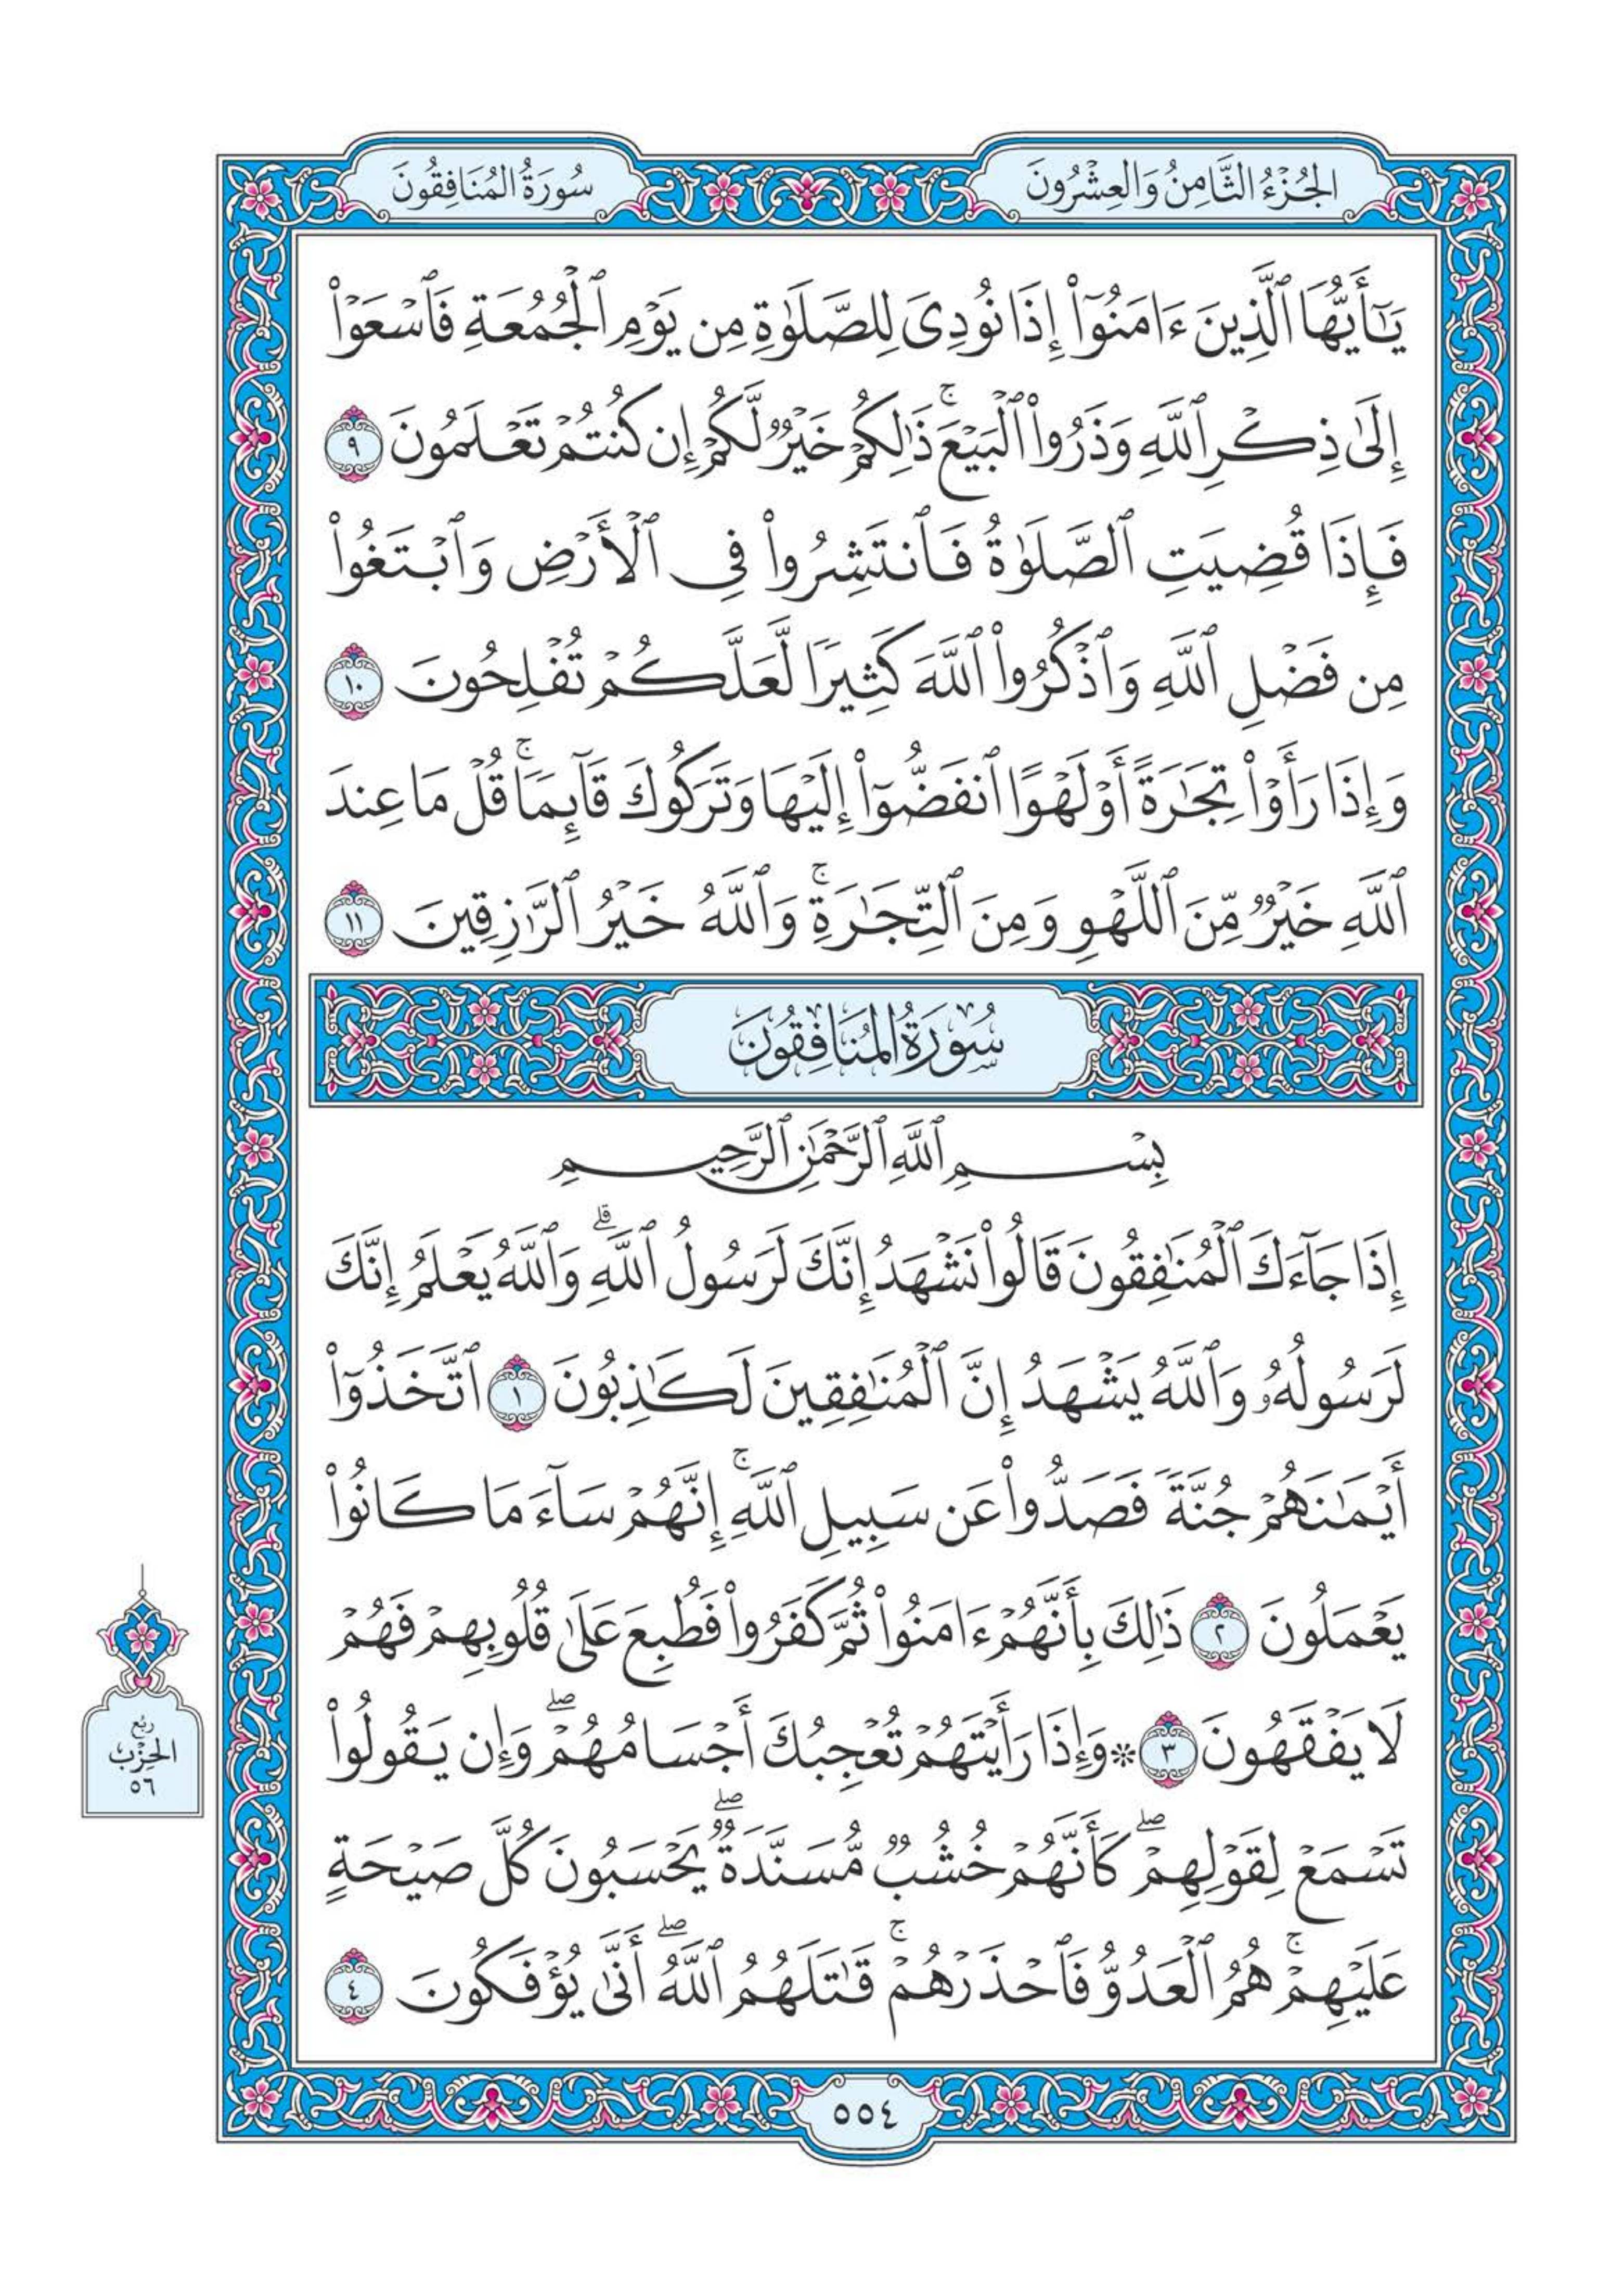 الجُزْءُ الثَّامِنُ وَالعِشْرُونَ
سُورَةُ المُنَافِقُونَ
يَٰٓأَيُّهَا ٱلَّذِينَ ءَامَنُوٓا۟ إِذَا نُودِىَ لِلصَّلَوٰةِ مِن يَوْمِ ٱلْجُمُعَةِ فَٱسْعَوْا۟
إِلَىٰ ذِكْرِ ٱللَّهِ وَذَرُوا۟ ٱلْبَيْعَ ۚ ذَٰلِكُمْ خَيْرٌ لَّكُمْ إِن كُنتُمْ تَعْلَمُونَ ٩
فَإِذَا قُضِيَتِ ٱلصَّلَوٰةُ فَٱنتَشِرُوا۟ فِى ٱلْأَرْضِ وَٱبْتَغُوا۟
مِن فَضْلِ ٱللَّهِ وَٱذْكُرُوا۟ ٱللَّهَ كَثِيرًا لَّعَلَّكُمْ تُفْلِحُونَ ١٠
وَإِذَا رَأَوْا۟ تِجَٰرَةً أَوْ لَهْوًا ٱنفَضُّوٓا۟ إِلَيْهَا وَتَرَكُوكَ قَآئِمًا ۚ قُلْ مَا عِندَ
ٱللَّهِ خَيْرٌ مِّنَ ٱللَّهْوِ وَمِنَ ٱلتِّجَٰرَةِ ۚ وَٱللَّهُ خَيْرُ ٱلرَّٰزِقِينَ ١١
سُورَةُ المُنَافِقُونَ
بِسْمِ ٱللَّهِ ٱلرَّحْمَٰنِ ٱلرَّحِيمِ
إِذَا جَآءَكَ ٱلْمُنَٰفِقُونَ قَالُوا۟ نَشْهَدُ إِنَّكَ لَرَسُولُ ٱللَّهِ ۗ وَٱللَّهُ يَعْلَمُ إِنَّكَ
لَرَسُولُهُۥ وَٱللَّهُ يَشْهَدُ إِنَّ ٱلْمُنَٰفِقِينَ لَكَٰذِبُونَ ١ ٱتَّخَذُوٓا۟
أَيْمَٰنَهُمْ جُنَّةً فَصَدُّوا۟ عَن سَبِيلِ ٱللَّهِ ۚ إِنَّهُمْ سَآءَ مَا كَانُوا۟
يَعْمَلُونَ ٢ ذَٰلِكَ بِأَنَّهُمْ ءَامَنُوا۟ ثُمَّ كَفَرُوا۟ فَطُبِعَ عَلَىٰ قُلُوبِهِمْ فَهُمْ
لَا يَفْقَهُونَ ٣ * وَإِذَا رَأَيْتَهُمْ تُعْجِبُكَ أَجْسَامُهُمْ ۖ وَإِن يَقُولُوا۟
تَسْمَعْ لِقَوْلِهِمْ ۖ كَأَنَّهُمْ خُشُبٌ مُّسَنَّدَةٌ ۖ يَحْسَبُونَ كُلَّ صَيْحَةٍ
عَلَيْهِمْ ۚ هُمُ ٱلْعَدُوُّ فَٱحْذَرْهُمْ ۚ قَٰتَلَهُمُ ٱللَّهُ ۖ أَنَّىٰ يُؤْفَكُونَ ٤
ربع
الحزب
٥٦
٥٥٤